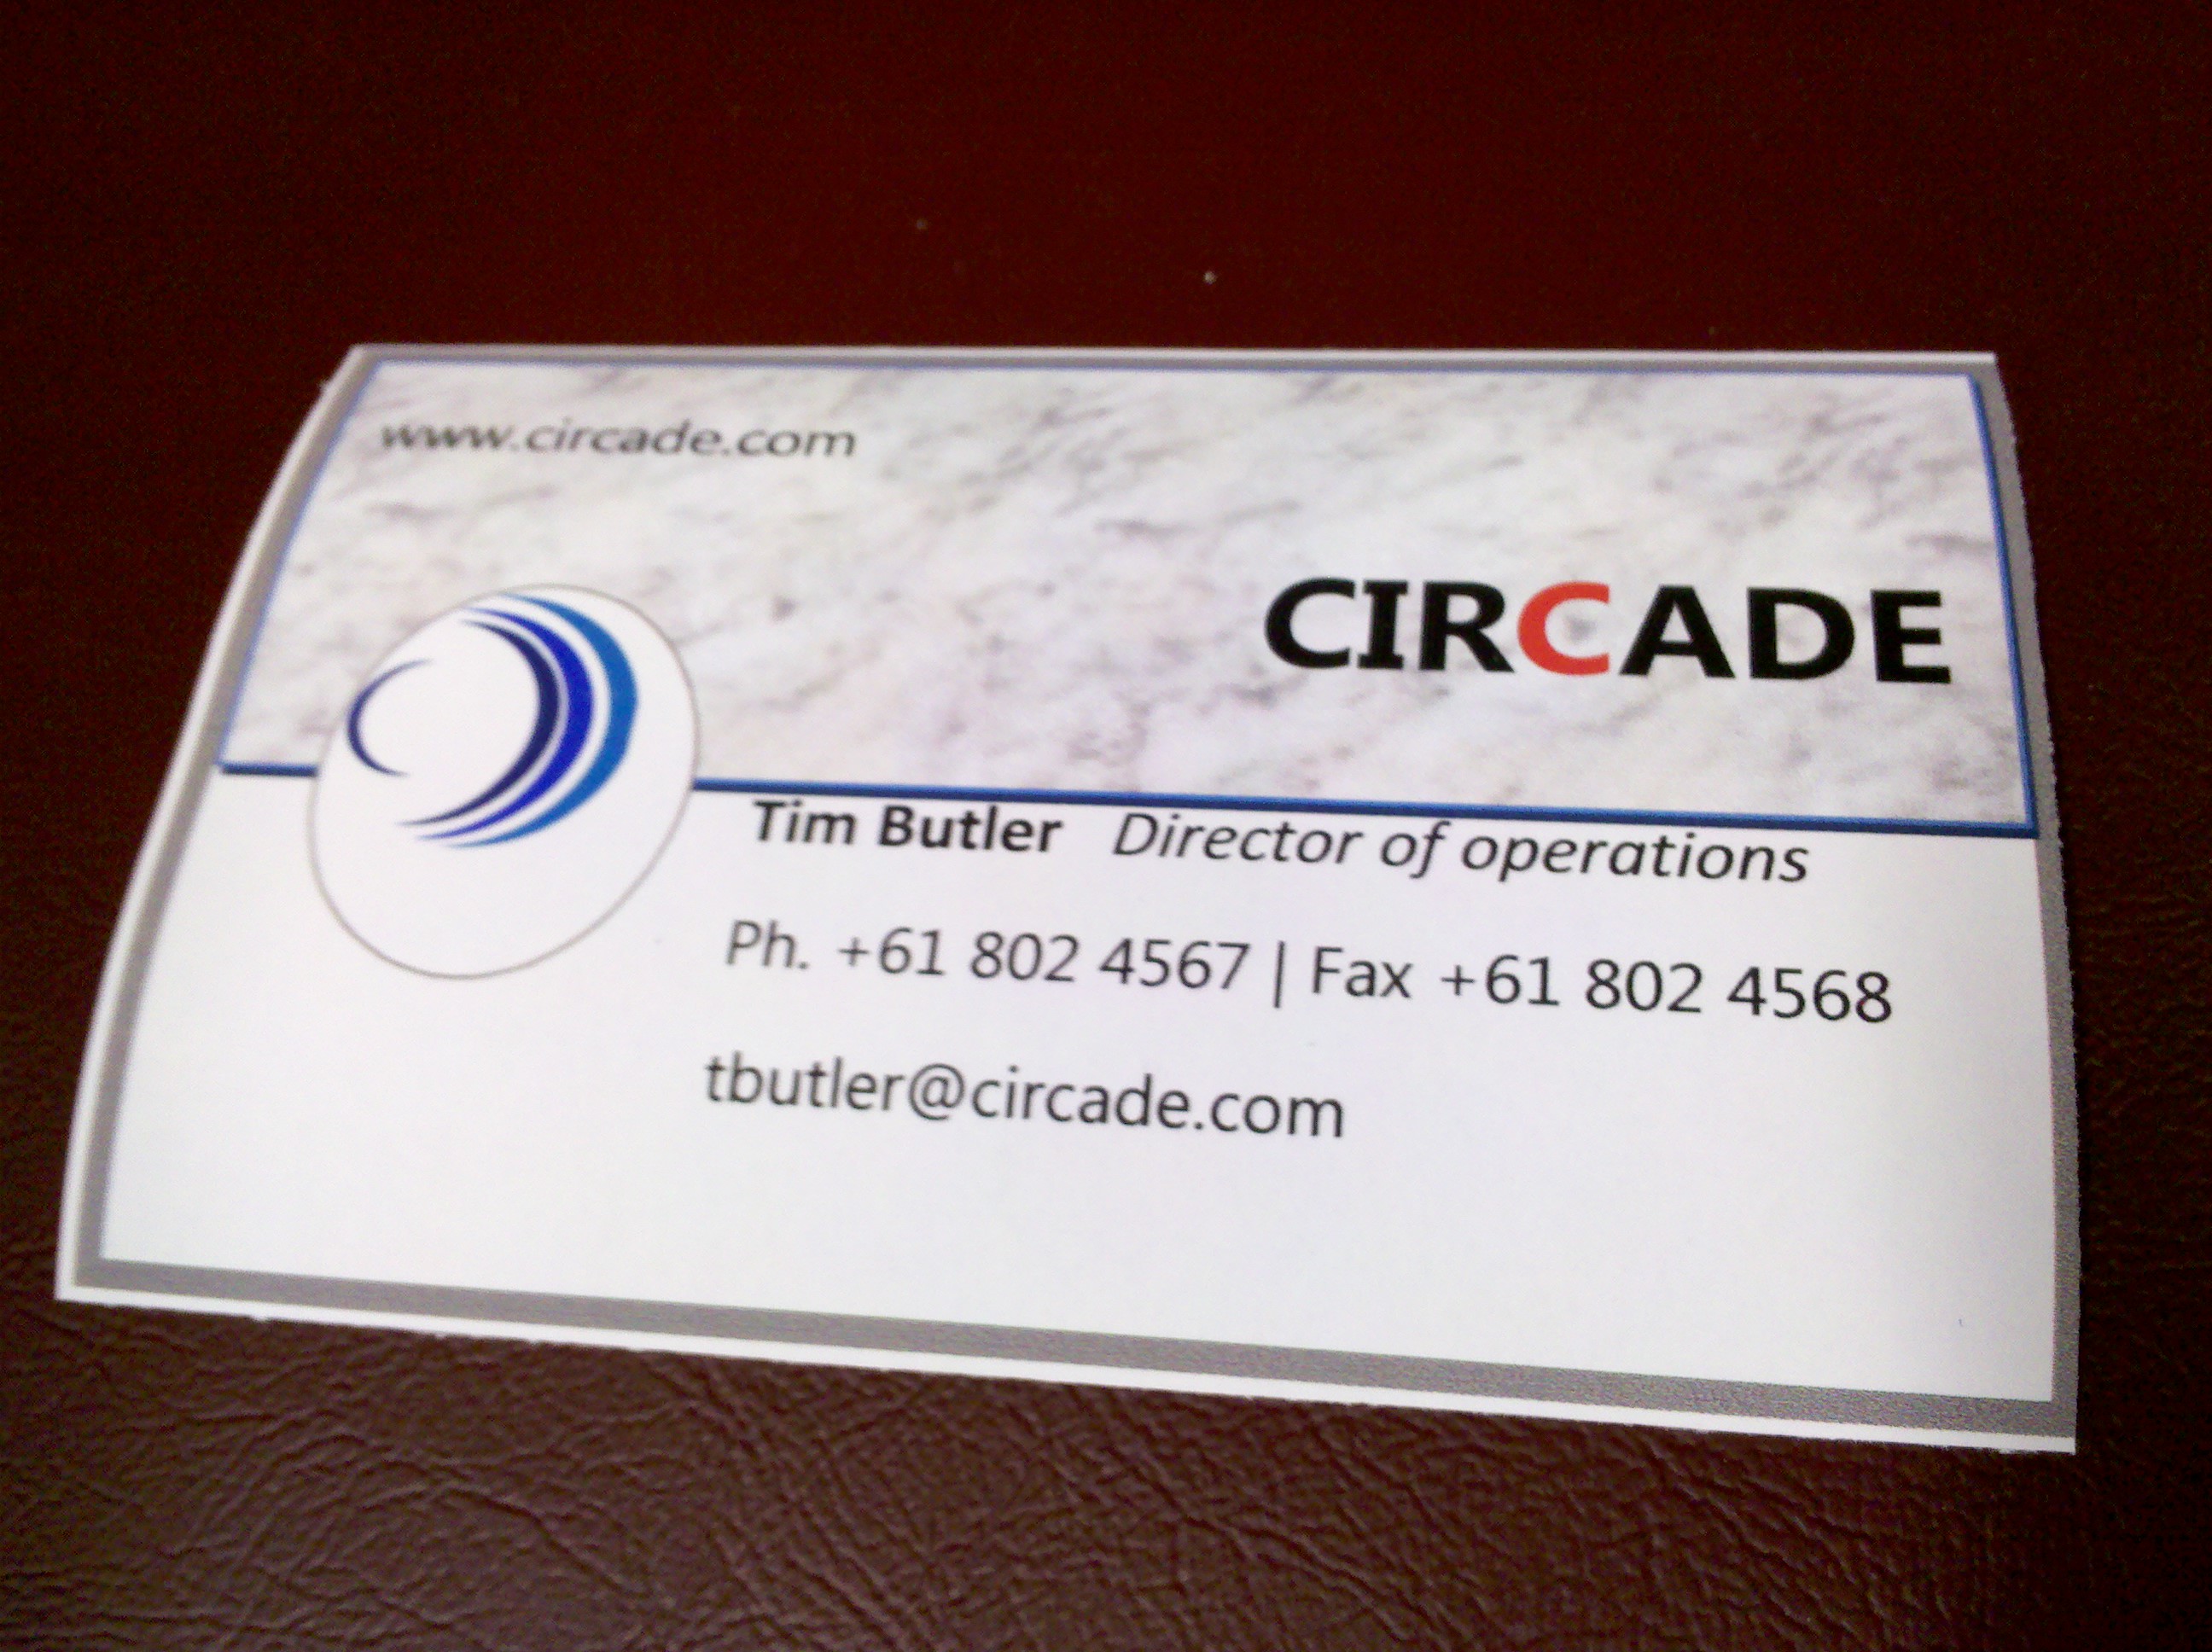 www.circade.com
CIRCADE
Tim Butler Director of operations
Ph. +61 802 4567 | Fax +61 802 4568
tbutler@circade.com